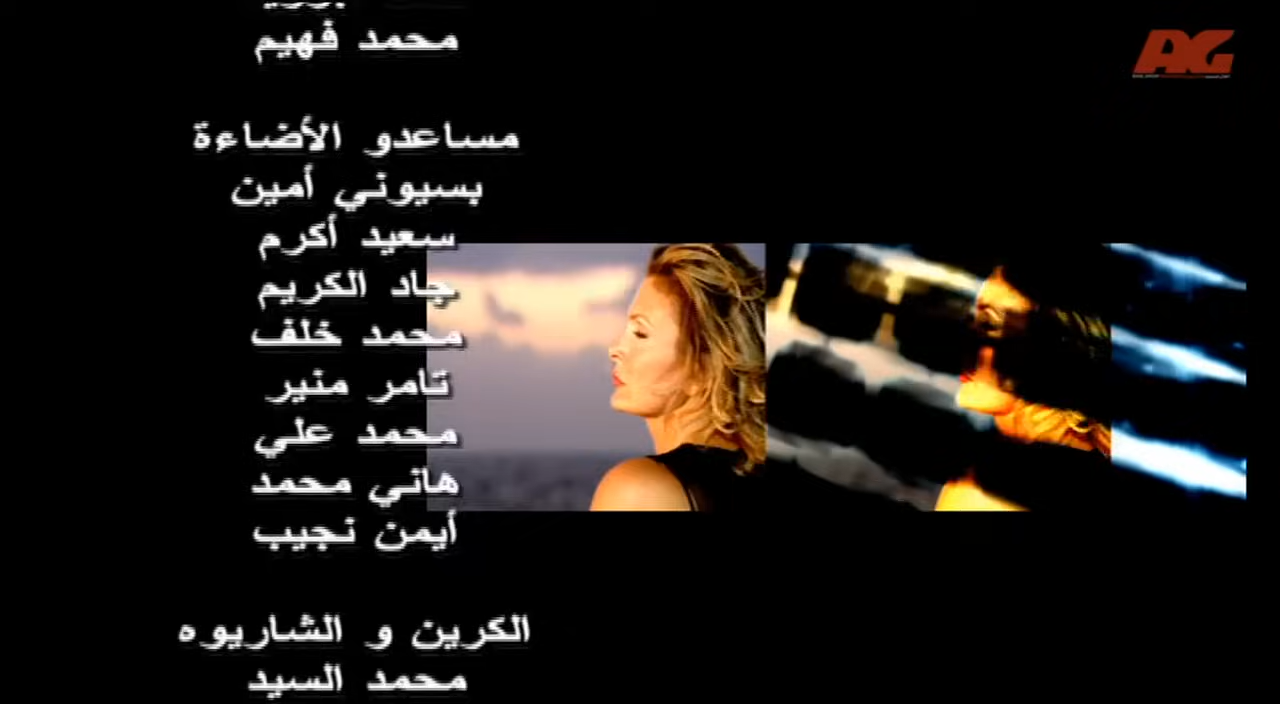 محمد فهيم
AG
مساعدو الأضاءة
بسيوني أمين
سعيد أكرم
جاد الكريم
محمد خلف
تامر منير
محمد علي
هاني محمد
أيمن نجيب
الكرين و الشاريوه
محمد السيد